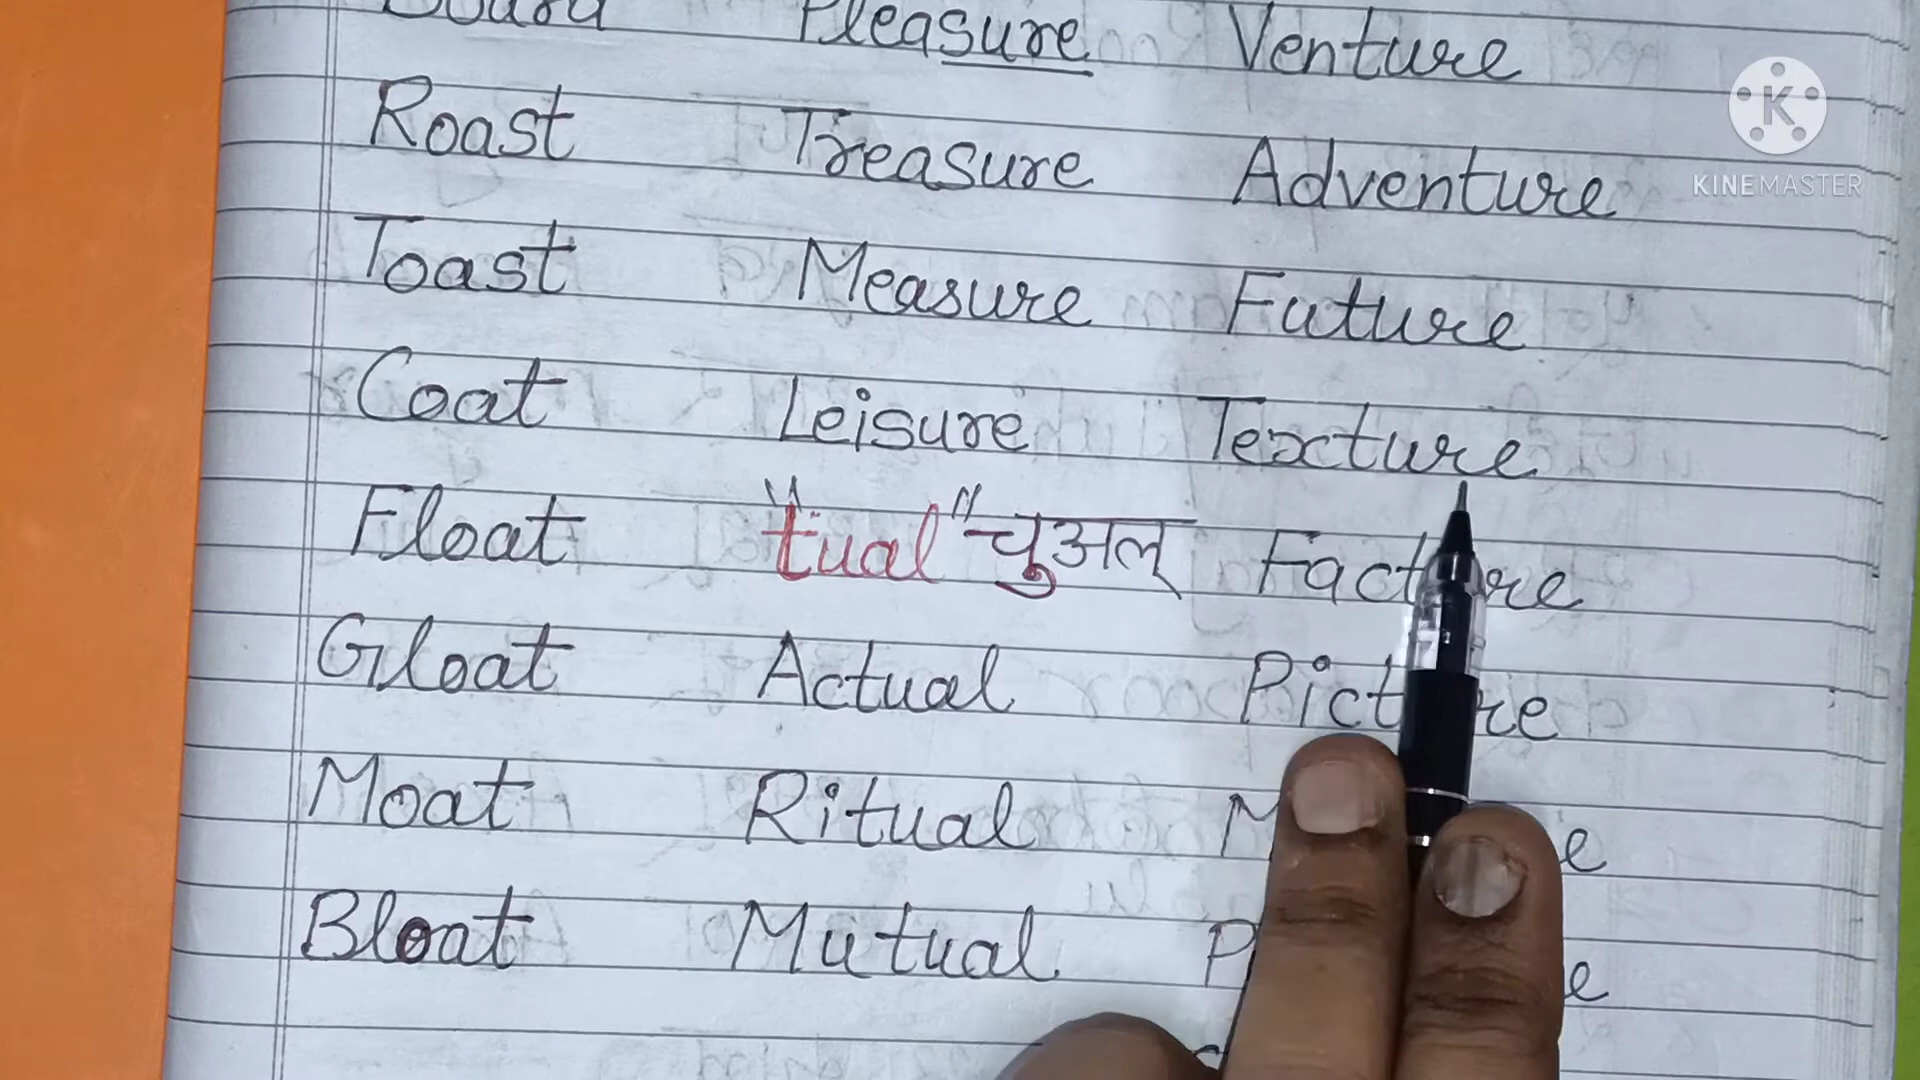 Pleasure Venture
Roast Treasure Adventure
Toast Measure Future
Coat Leisure Texture
Float "tual" चुअल्
Gloat Actual
Moat Ritual
Bloat Mutual
KINEMASTER